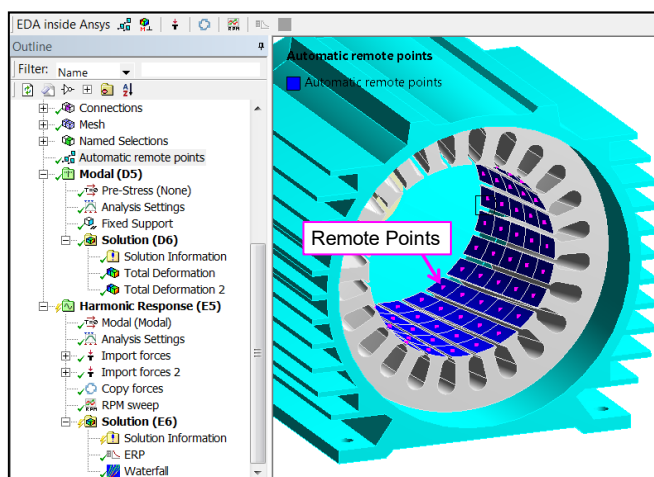 EDA inside Ansys
Outline
Filter: Name
Connections
Mesh
Named Selections
Automatic remote points
Modal (D5)
Pre-Stress (None)
Analysis Settings
Fixed Support
Solution (D6)
Solution Information
Total Deformation
Total Deformation 2
Harmonic Response (E5)
Modal (Modal)
Analysis Settings
Import forces
Import forces 2
Copy forces
RPM sweep
Solution (E6)
Solution Information
ERP
Waterfall
Automatic remote points
Automatic remote points
Remote Points